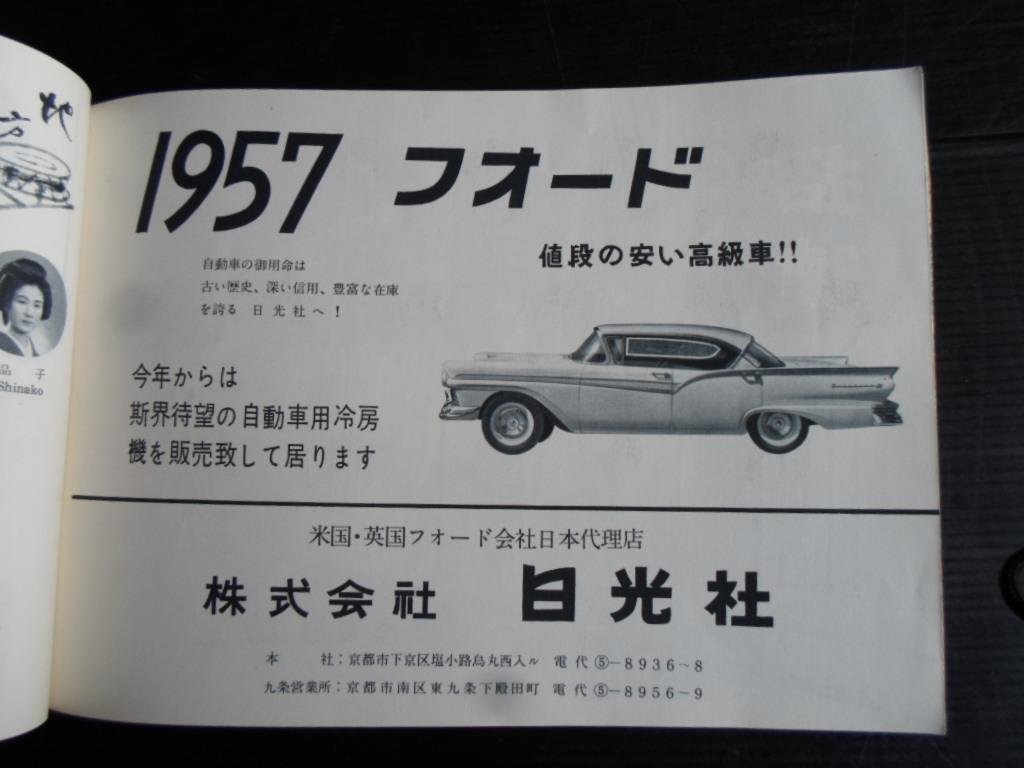 地
方
子
Shinako
1957 フオード
値段の安い高級車!!
自動車の御用命は
古い歴史、深い信用、豊富な在庫
を誇る 日光社へ!
今年からは
斯界待望の自動車用冷房
機を販売致して居ります
米国・英国フオード会社日本代理店
株式会社 日光社
本 社：京都市下京区塩小路烏丸西入ル 電代⑤-8936~8
九条営業所：京都市南区東九条下殿田町 電代⑤-8956~9